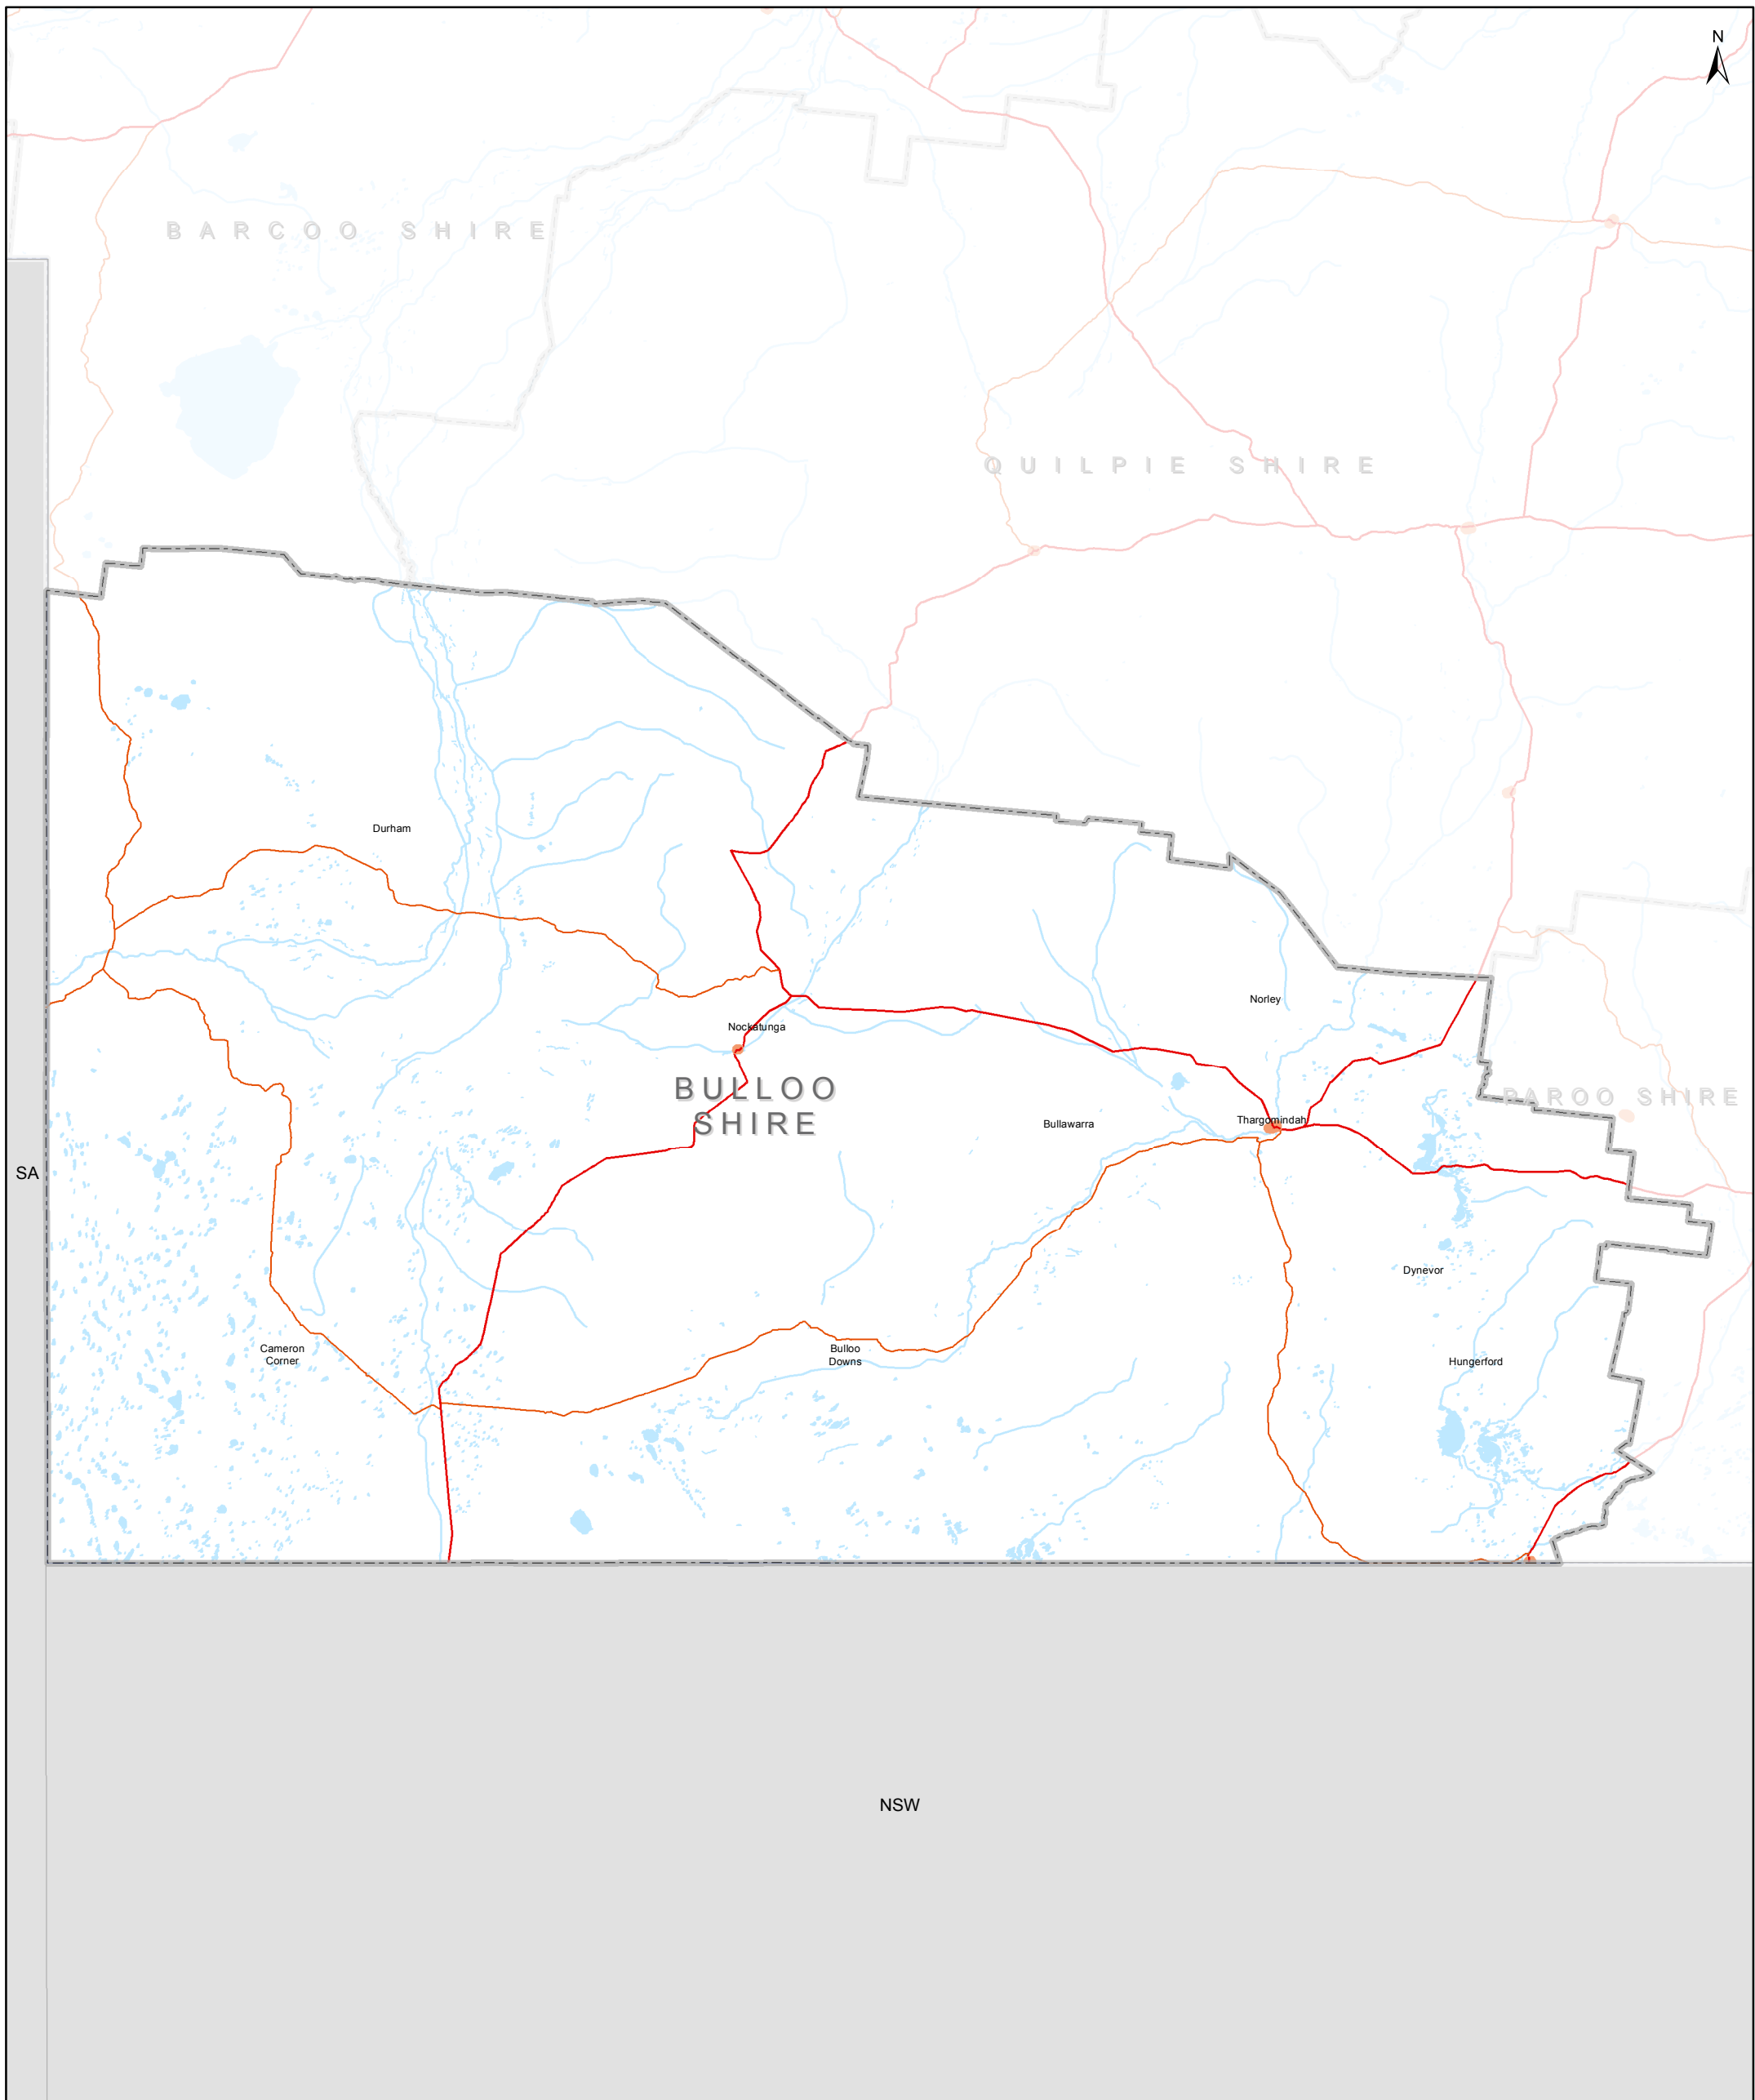 N
BARCOO SHIRE
QUILPIE SHIRE
Durham
Norley
Nockatunga
BULLOO
SHIRE
PAROO SHIRE
Bullawarra
Thargomindah
SA
Dynevor
Cameron
Corner
Bulloo
Downs
Hungerford
NSW